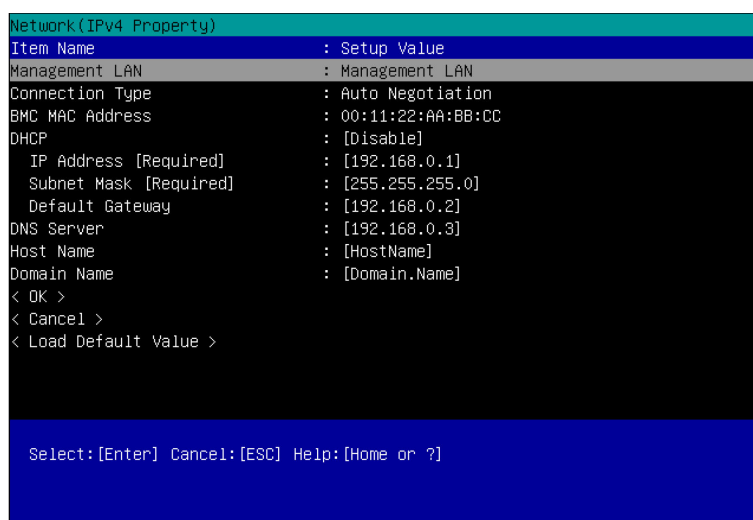 Network(IPv4 Property)
Item Name : Setup Value
Management LAN : Management LAN
Connection Type : Auto Negotiation
BMC MAC Address : 00:11:22:AA:BB:CC
DHCP : [Disable]
IP Address [Required] : [192.168.0.1]
Subnet Mask [Required] : [255.255.255.0]
Default Gateway : [192.168.0.2]
DNS Server : [192.168.0.3]
Host Name : [HostName]
Domain Name : [Domain.Name]
< OK >
< Cancel >
< Load Default Value >
Select:[Enter] Cancel:[ESC] Help:[Home or ?]